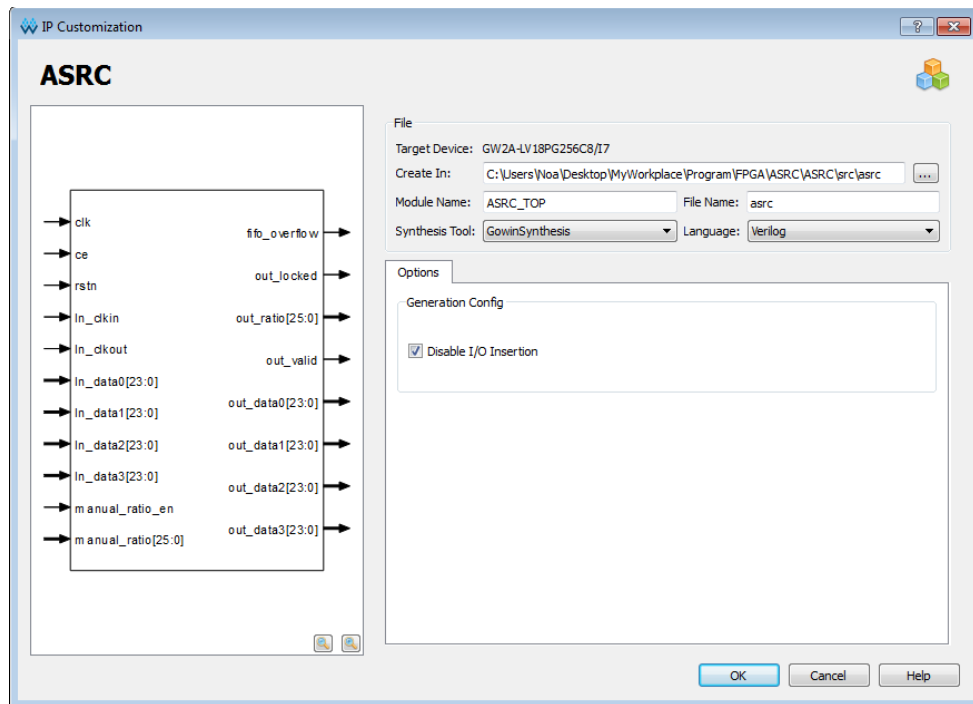 IP Customization
ASRC
File
Target Device: GW2A-LV18PG256C8/I7
Create In: C:\Users\Noa\Desktop\MyWorkplace\Program\FPGA\ASRC\ASRC\src\asrc ...
Module Name: ASRC_TOP File Name: asrc
Synthesis Tool: GowinSynthesis Language: Verilog
Options
Generation Config
Disable I/O Insertion
clk
ce
rstn
In_clkin
In_clkout
In_data0[23:0]
In_data1[23:0]
In_data2[23:0]
In_data3[23:0]
manual_ratio_en
manual_ratio[25:0]
fifo_overflow
out_locked
out_ratio[25:0]
out_valid
out_data0[23:0]
out_data1[23:0]
out_data2[23:0]
out_data3[23:0]
OK Cancel Help